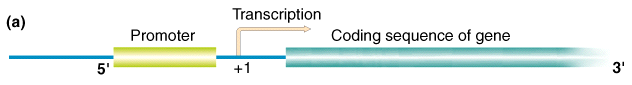 (a)
Transcription
Promoter
Coding sequence of gene
5'
+1
3'